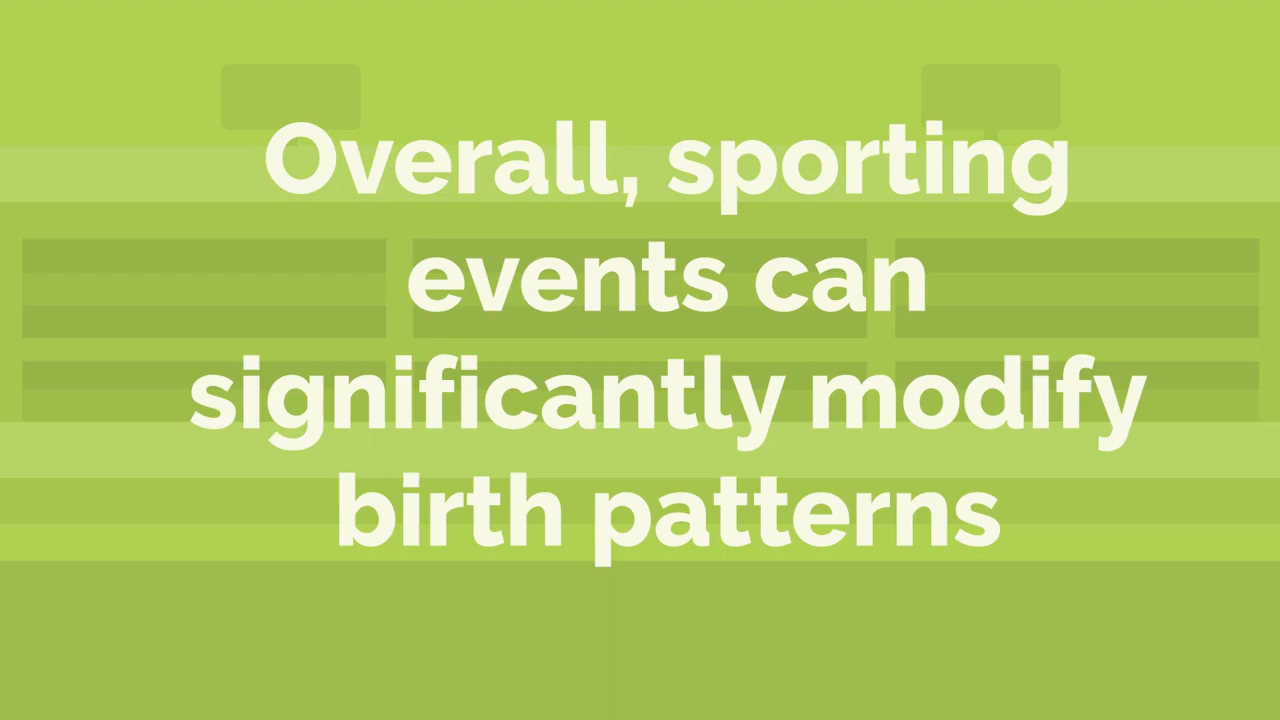 Overall, sporting
events can
significantly modify
birth patterns